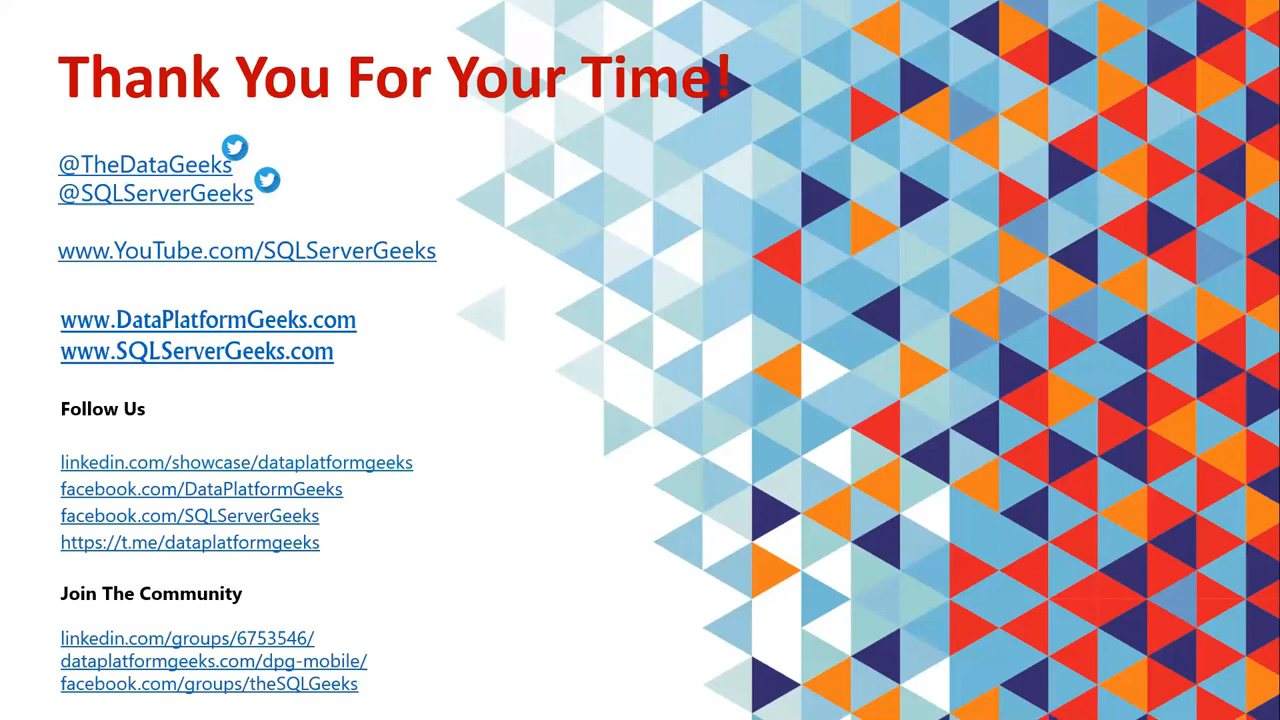 Thank You For Your Time!
@TheDataGeeks
@SQLServerGeeks
www.YouTube.com/SQLServerGeeks
www.DataPlatformGeeks.com
www.SQLServerGeeks.com
Follow Us
linkedin.com/showcase/dataplatformgeeks
facebook.com/DataPlatformGeeks
facebook.com/SQLServerGeeks
https://t.me/dataplatformgeeks
Join The Community
linkedin.com/groups/6753546/
dataplatformgeeks.com/dpg-mobile/
facebook.com/groups/theSQLGeeks